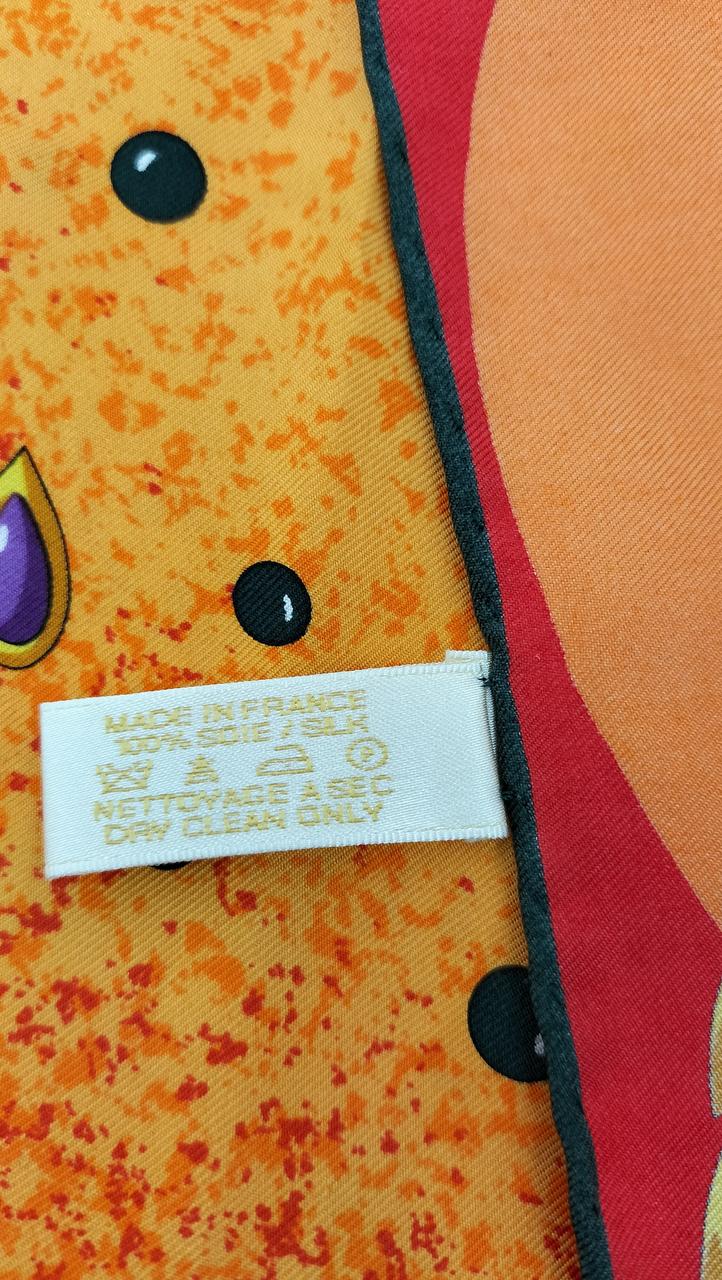 MADE IN FRANCE
100% SOIE / SILK
P
NETTOYAGE A SEC
DRY CLEAN ONLY